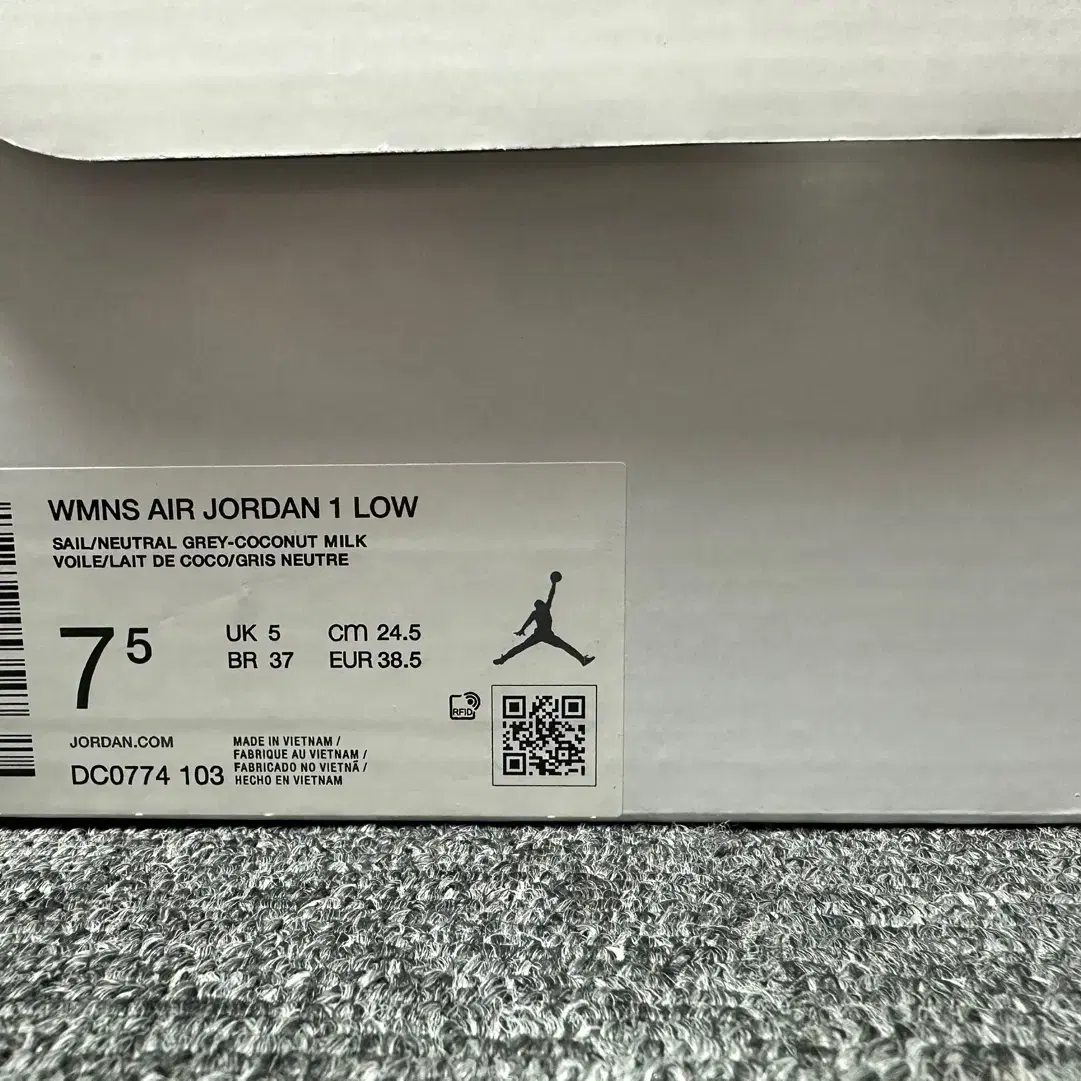 WMNS AIR JORDAN 1 LOW
SAIL/NEUTRAL GREY-COCONUT MILK
VOILE/LAIT DE COCO/GRIS NEUTRE
7 5
UK 5 cm 24.5
BR 37 EUR 38.5
RFID
JORDAN.COM
DC0774 103
MADE IN VIETNAM /
FABRIQUE AU VIETNAM /
FABRICADO NO VIETNÃ /
HECHO EN VIETNAM